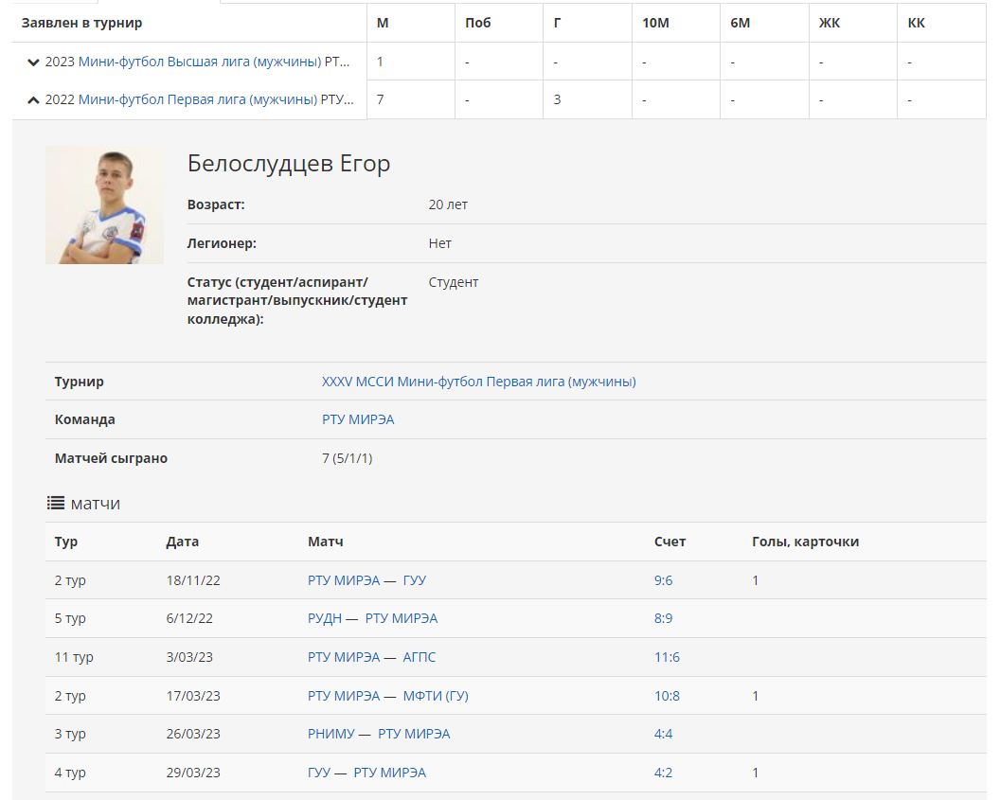 Заявлен в турнир М Поб Г 10М 6М ЖК КК
2023 Мини-футбол Высшая лига (мужчины) РТ... 1 - - - - - -
2022 Мини-футбол Первая лига (мужчины) РТУ... 7 - 3 - - - -
Белослудцев Егор
Возраст: 20 лет
Легионер: Нет
Статус (студент/аспирант/ Студент
магистрант/выпускник/студент
колледжа):
Турнир XXXV МССИ Мини-футбол Первая лига (мужчины)
Команда РТУ МИРЭА
Матчей сыграно 7 (5/1/1)
матчи
Тур Дата Матч Счет Голы, карточки
2 тур 18/11/22 РТУ МИРЭА — ГУУ 9:6 1
5 тур 6/12/22 РУДН — РТУ МИРЭА 8:9
11 тур 3/03/23 РТУ МИРЭА — АГПС 11:6
2 тур 17/03/23 РТУ МИРЭА — МФТИ (ГУ) 10:8 1
3 тур 26/03/23 РНИМУ — РТУ МИРЭА 4:4
4 тур 29/03/23 ГУУ — РТУ МИРЭА 4:2 1